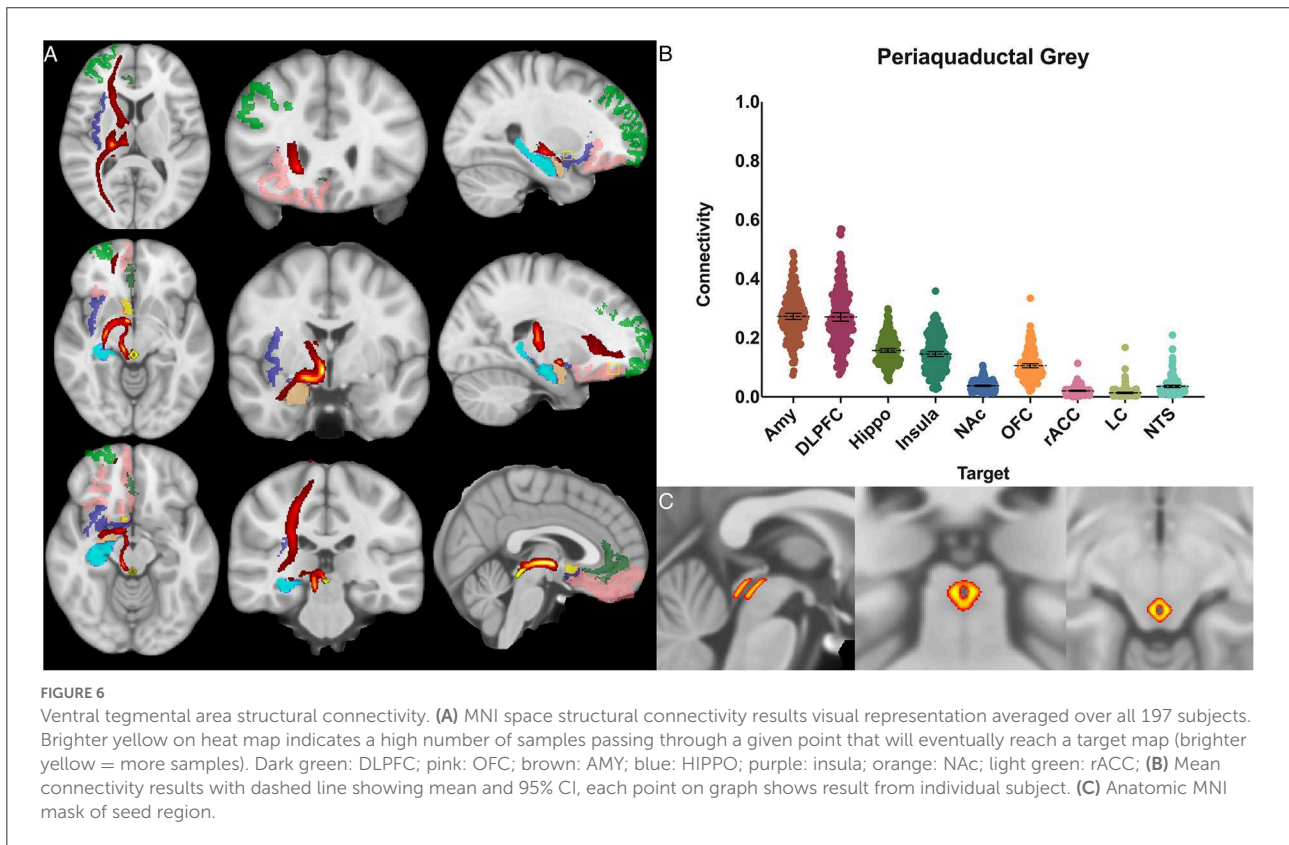 A
B
Periaquaductal Grey
1.0
0.8
0.6
0.4
0.2
0.0
Connectivity
Amy
DLPFC
Hippo
Insula
NAc
OFC
rACC
LC
NTS
Target
C
FIGURE 6
Ventral tegmental area structural connectivity. (A) MNI space structural connectivity results visual representation averaged over all 197 subjects.
Brighter yellow on heat map indicates a high number of samples passing through a given point that will eventually reach a target map (brighter
yellow = more samples). Dark green: DLPFC; pink: OFC; brown: AMY; blue: HIPPO; purple: insula; orange: NAc; light green: rACC; (B) Mean
connectivity results with dashed line showing mean and 95% CI, each point on graph shows result from individual subject. (C) Anatomic MNI
mask of seed region.